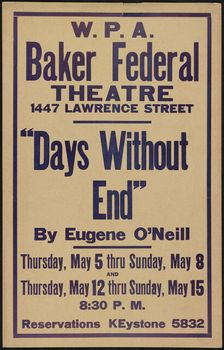 W. P. A.
Baker Federal
THEATRE
1447 LAWRENCE STREET
"Days Without
End"
By Eugene O'Neill
Thursday, May 5 thru Sunday, May 8
AND
Thursday, May 12 thru Sunday, May 15
8:30 P. M.
Reservations KEystone 5832